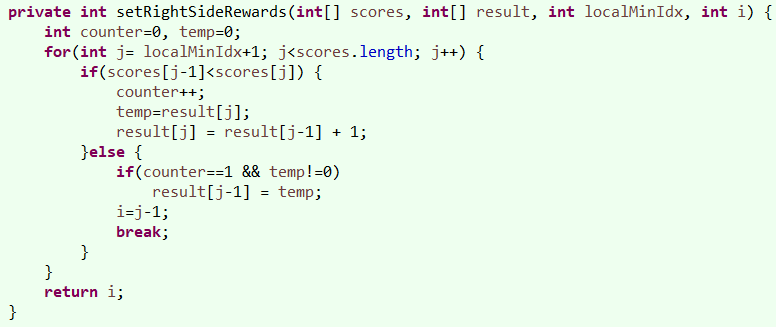 private int setRightSideRewards(int[] scores, int[] result, int localMinIdx, int i) {
    int counter=0, temp=0;
    for(int j= localMinIdx+1; j<scores.length; j++) {
        if(scores[j-1]<scores[j]) {
            counter++;
            temp=result[j];
            result[j] = result[j-1] + 1;
        }else {
            if(counter==1 && temp!=0)
                result[j-1] = temp;
            i=j-1;
            break;
        }
    }
    return i;
}